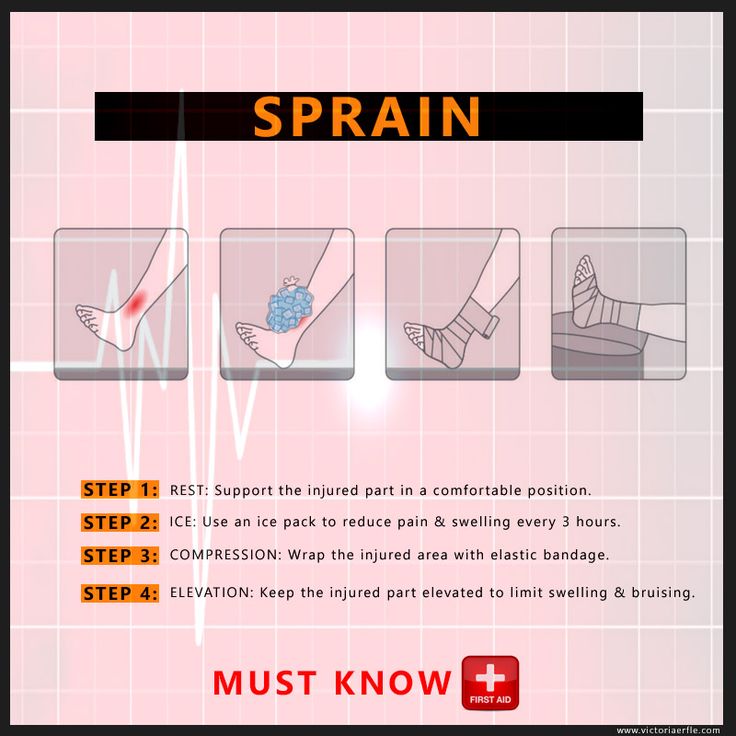 SPRAIN
STEP 1: REST: Support the injured part in a comfortable position.
STEP 2: ICE: Use an ice pack to reduce pain & swelling every 3 hours.
STEP 3: COMPRESSION: Wrap the injured area with elastic bandage.
STEP 4: ELEVATION: Keep the injured part elevated to limit swelling & bruising.
MUST KNOW
FIRST AID
www.victoriaerfle.com